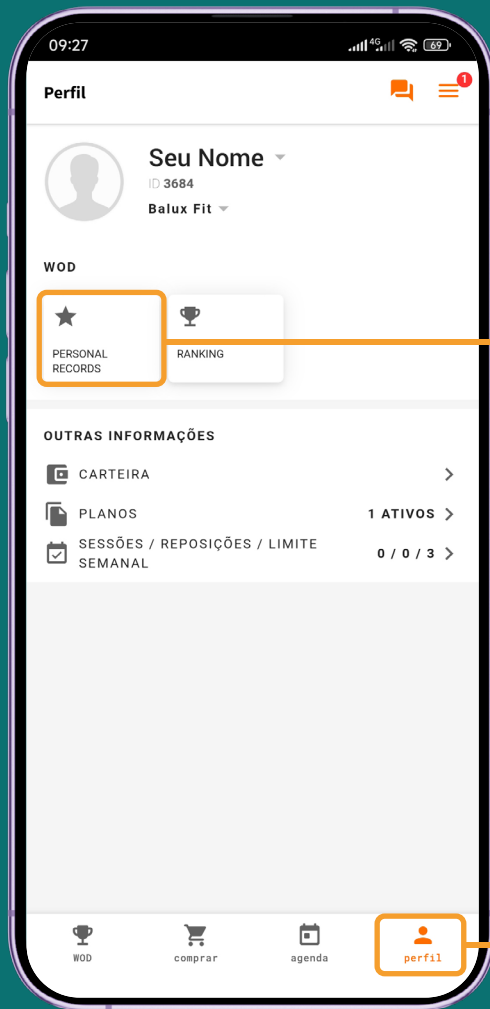 09:27
4G
69
Perfil
1
Seu Nome
ID 3684
Balux Fit
WOD
PERSONAL
RECORDS
RANKING
OUTRAS INFORMAÇÕES
CARTEIRA
PLANOS
1 ATIVOS
SESSÕES / REPOSIÇÕES / LIMITE
SEMANAL
0 / 0 / 3
WOD
comprar
agenda
perfil